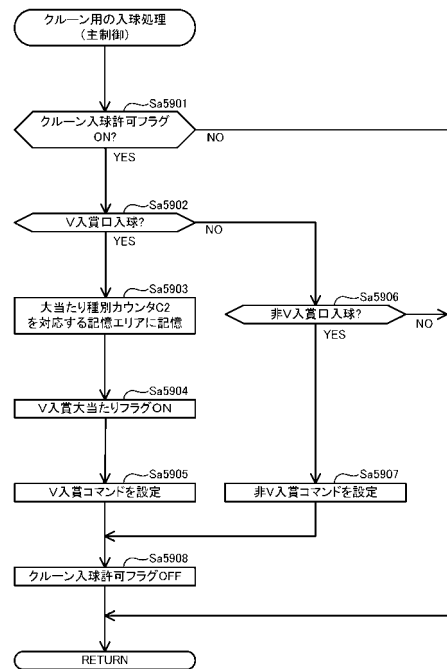 クルーン用の入球処理
(主制御)
Sa5901
クルーン入球許可フラグ
ON?
NO
YES
Sa5902
V入賞口入球?
NO
YES
Sa5903
大当たり種別カウンタC2
を対応する記憶エリアに記憶
Sa5906
非V入賞口入球?
NO
YES
Sa5904
V入賞大当たりフラグON
Sa5905
V入賞コマンドを設定
Sa5907
非V入賞コマンドを設定
Sa5908
クルーン入球許可フラグOFF
RETURN